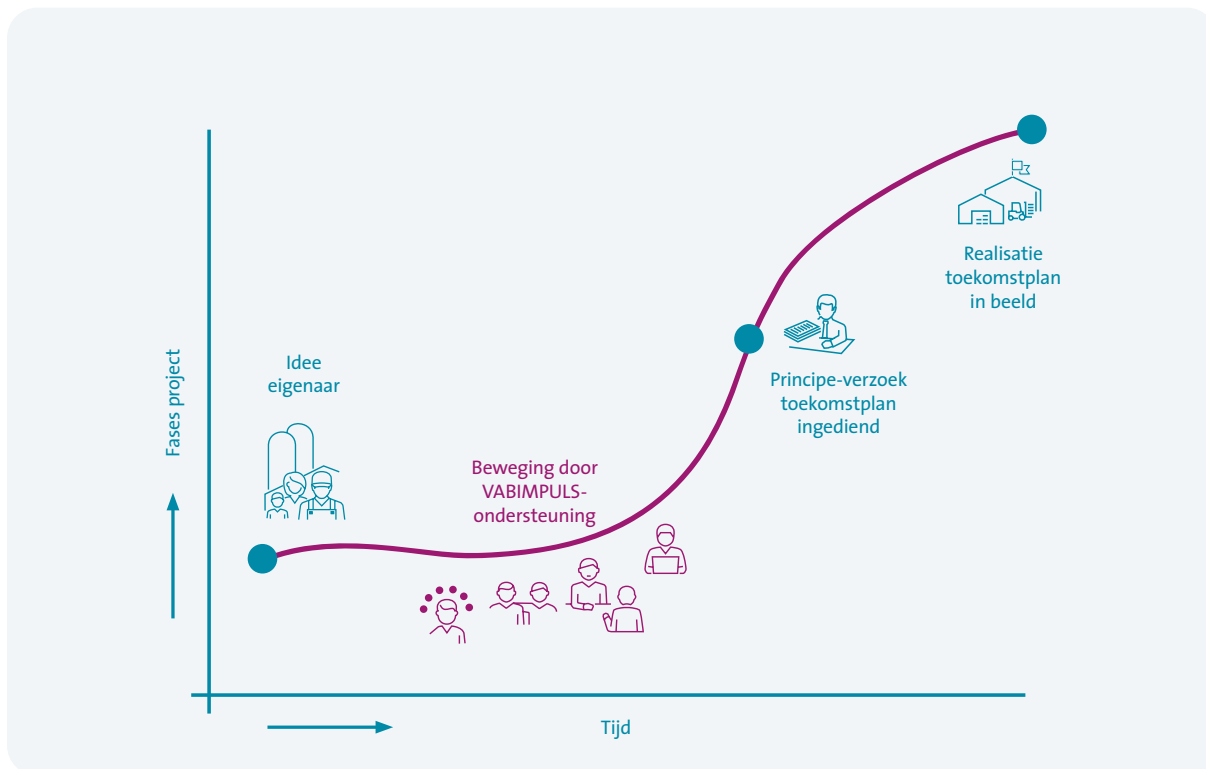 Idee
eigenaar
Beweging door
VABIMPULS-
ondersteuning
Principe-verzoek
toekomstplan
ingediend
Realisatie
toekomstplan
in beeld
Fases project
Tijd